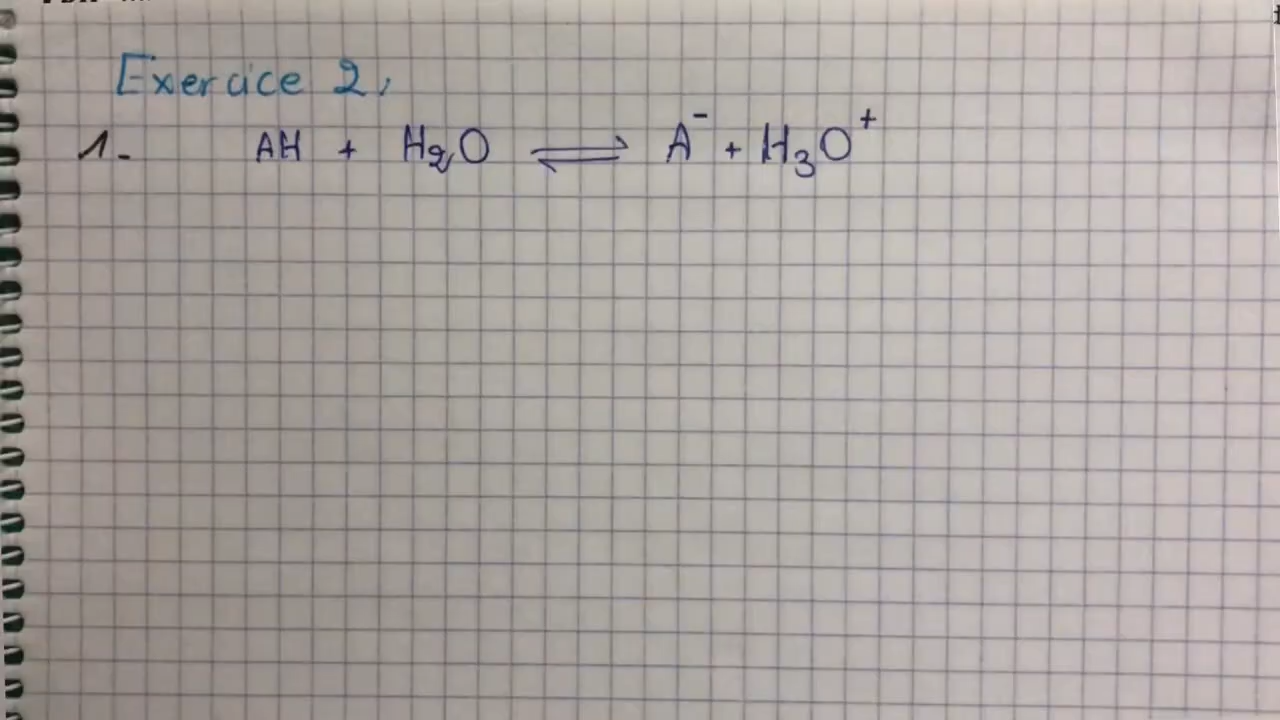 Exercice 2,
1. AH + H₂O ⇌ A⁻ + H₃O⁺